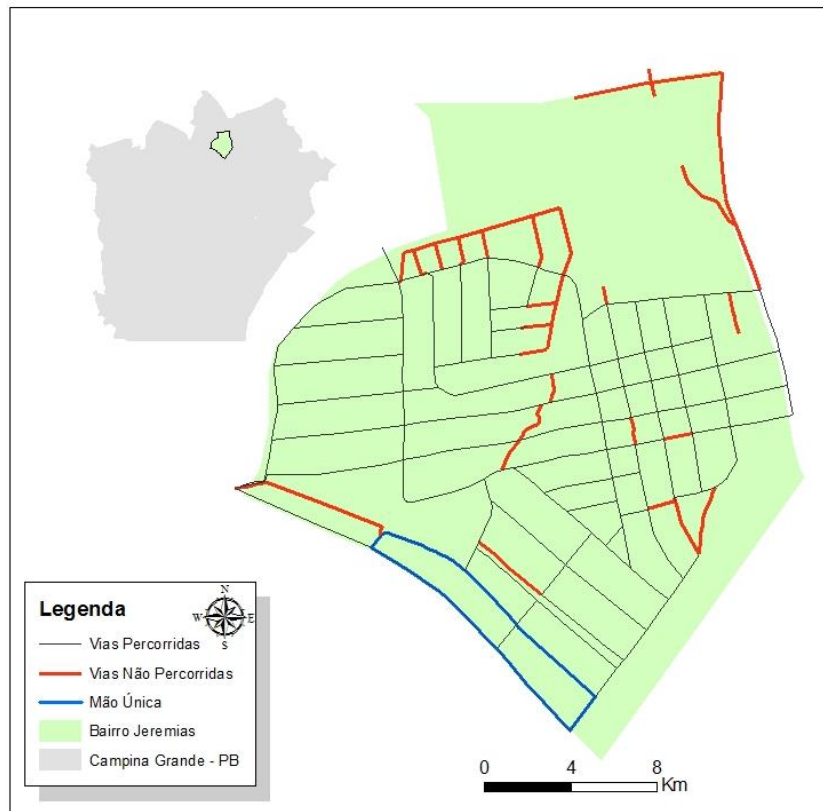 Legenda
N
W E
S
Vias Percorridas
Vias Não Percorridas
Mão Única
Bairro Jeremias
Campina Grande - PB
0 4 8
Km